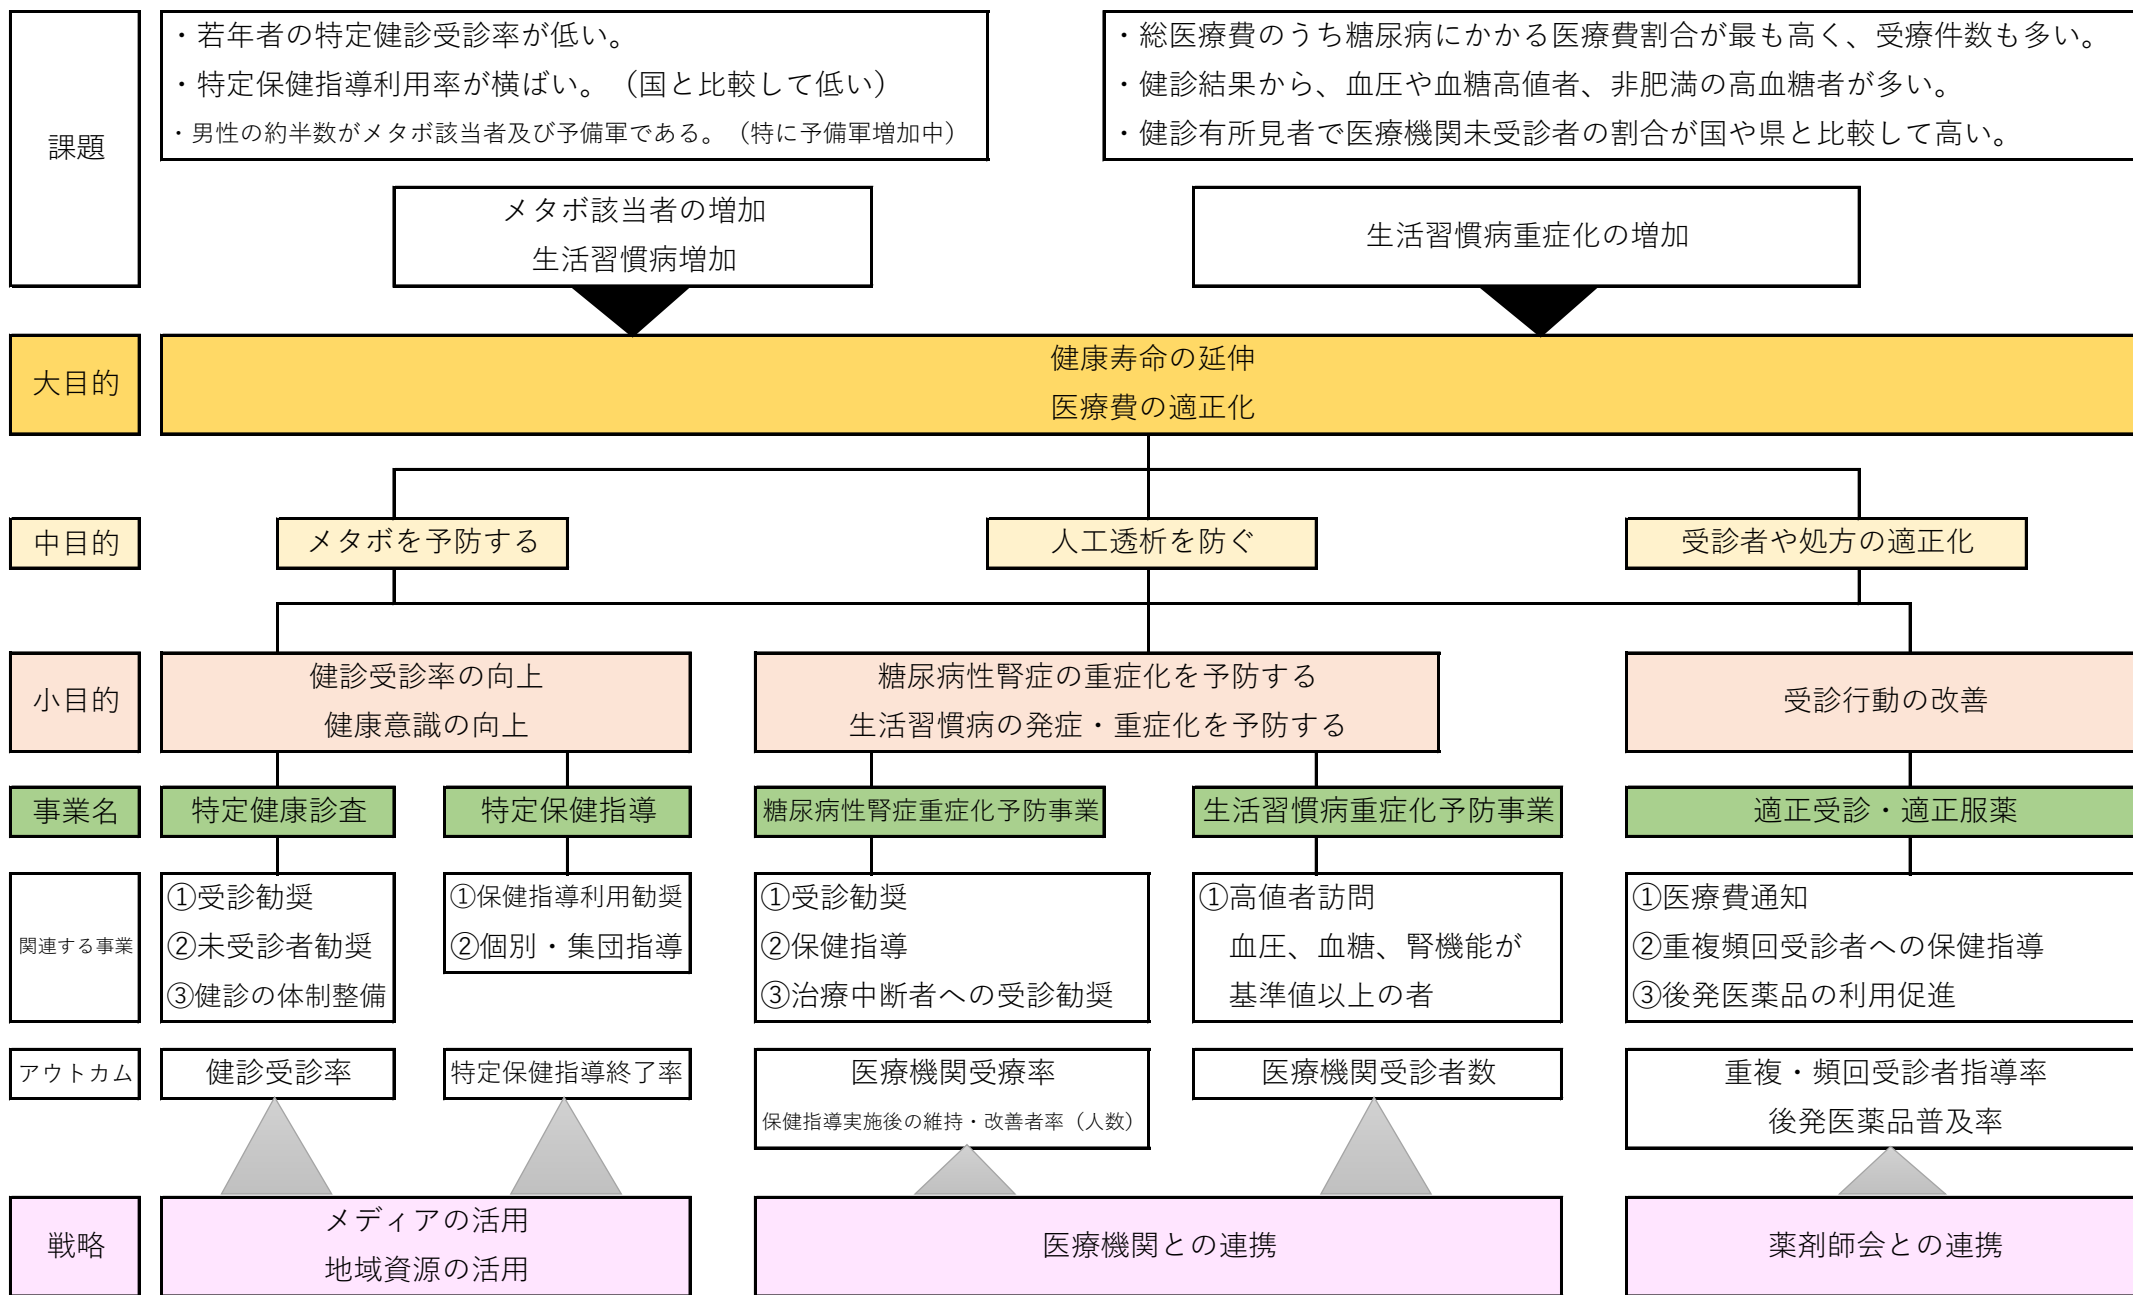 課題
・若年者の特定健診受診率が低い。
・特定保健指導利用率が横ばい。（国と比較して低い）
・男性の約半数がメタボ該当者及び予備軍である。（特に予備軍増加中）
・総医療費のうち糖尿病にかかる医療費割合が最も高く、受療件数も多い。
・健診結果から、血圧や血糖高値者、非肥満の高血糖者が多い。
・健診有所見者で医療機関未受診者の割合が国や県と比較して高い。
メタボ該当者の増加
生活習慣病増加
生活習慣病重症化の増加
大目的
健康寿命の延伸
医療費の適正化
中目的
メタボを予防する
人工透析を防ぐ
受診者や処方の適正化
小目的
健診受診率の向上
健康意識の向上
糖尿病性腎症の重症化を予防する
生活習慣病の発症・重症化を予防する
受診行動の改善
事業名
特定健康診査
特定保健指導
糖尿病性腎症重症化予防事業
生活習慣病重症化予防事業
適正受診・適正服薬
関連する事業
①受診勧奨
②未受診者勧奨
③健診の体制整備
①保健指導利用勧奨
②個別・集団指導
①受診勧奨
②保健指導
③治療中断者への受診勧奨
①高値者訪問
血圧、血糖、腎機能が
基準値以上の者
①医療費通知
②重複頻回受診者への保健指導
③後発医薬品の利用促進
アウトカム
健診受診率
特定保健指導終了率
医療機関受療率
保健指導実施後の維持・改善者率（人数）
医療機関受診者数
重複・頻回受診者指導率
後発医薬品普及率
戦略
メディアの活用
地域資源の活用
医療機関との連携
薬剤師会との連携